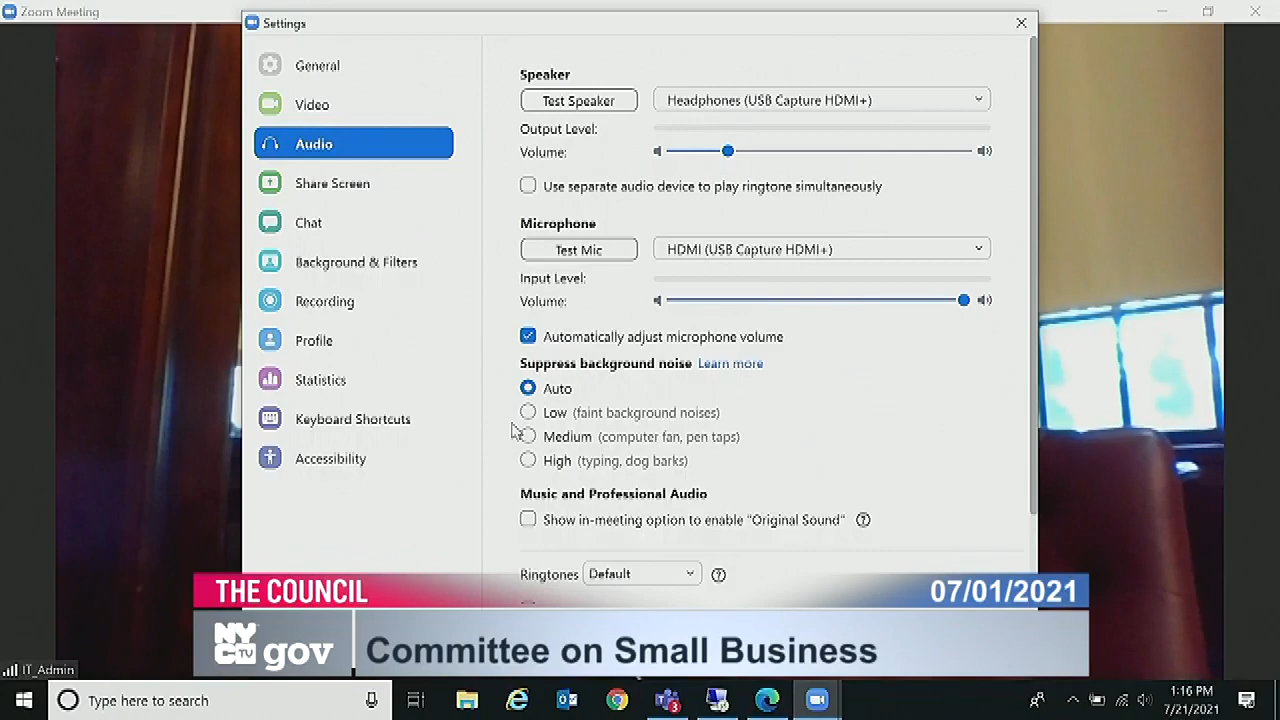 Zoom Meeting
Settings
General
Video
Audio
Share Screen
Chat
Background & Filters
Recording
Profile
Statistics
Keyboard Shortcuts
Accessibility
Speaker
Test Speaker
Headphones (USB Capture HDMI+)
Output Level:
Volume:
Use separate audio device to play ringtone simultaneously
Microphone
Test Mic
HDMI (USB Capture HDMI+)
Input Level:
Volume:
Automatically adjust microphone volume
Suppress background noise Learn more
Auto
Low (faint background noises)
Medium (computer fan, pen taps)
High (typing, dog barks)
Music and Professional Audio
Show in-meeting option to enable "Original Sound"
Ringtones Default
THE COUNCIL 07/01/2021
NYC TV gov
Committee on Small Business
IT_Admin
Type here to search
3
1:16 PM
7/21/2021